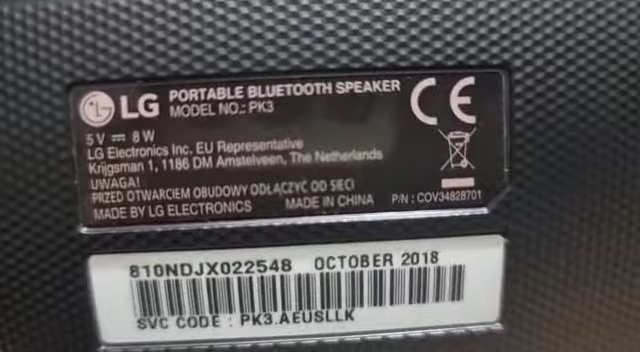 LG PORTABLE BLUETOOTH SPEAKER
MODEL NO.: PK3
5 V ⎓ 8 W
LG Electronics Inc. EU Representative
Krijgsman 1, 1186 DM Amstelveen, The Netherlands
UWAGA!
PRZED OTWARCIEM OBUDOWY ODŁĄCZYĆ OD SIECI
MADE BY LG ELECTRONICS MADE IN CHINA P/N : COV34828701
CE
810NDJX022548 OCTOBER 2018
SVC CODE : PK3.AEUSLLK